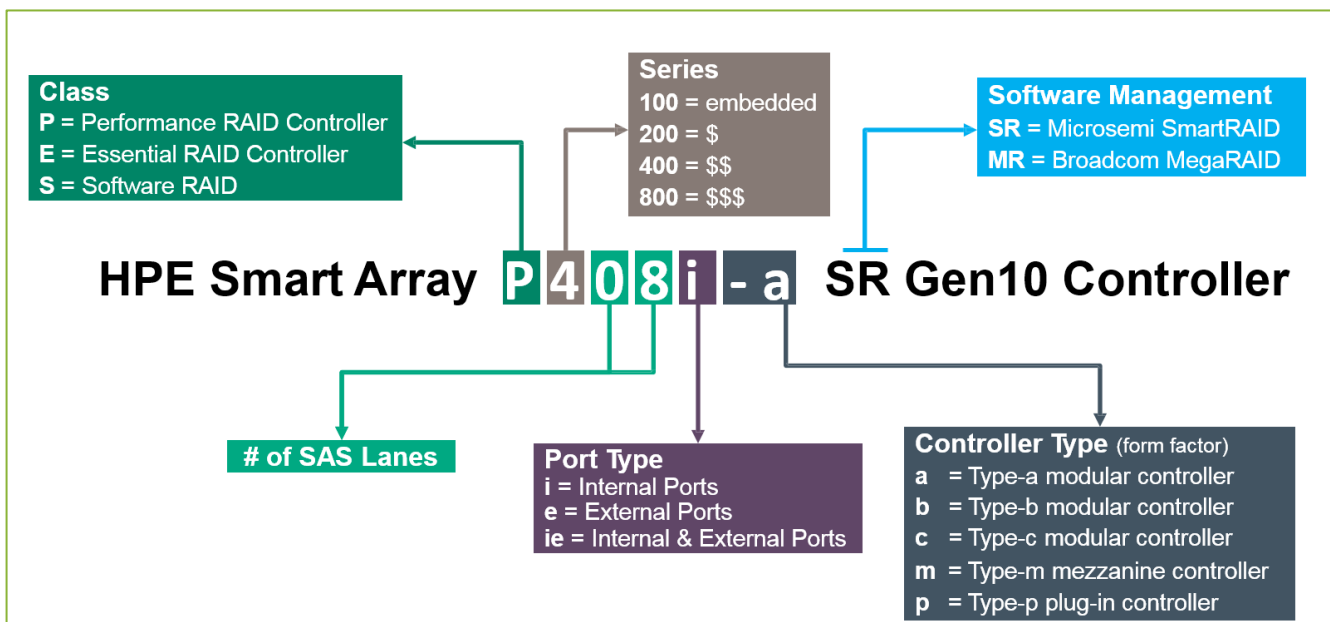 Class
P = Performance RAID Controller
E = Essential RAID Controller
S = Software RAID
Series
100 = embedded
200 = $
400 = $$
800 = $$$
Software Management
SR = Microsemi SmartRAID
MR = Broadcom MegaRAID
HPE Smart Array P408i-a SR Gen10 Controller
# of SAS Lanes
Port Type
i = Internal Ports
e = External Ports
ie = Internal & External Ports
Controller Type (form factor)
a = Type-a modular controller
b = Type-b modular controller
c = Type-c modular controller
m = Type-m mezzanine controller
p = Type-p plug-in controller